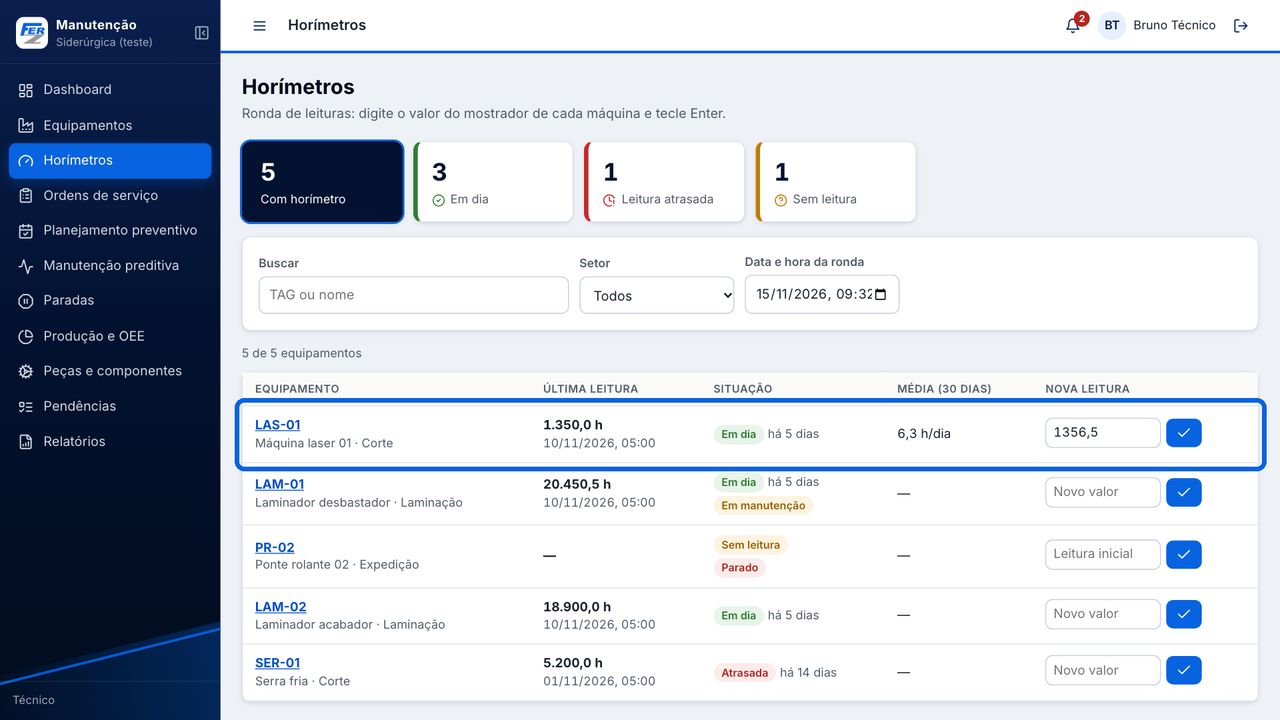 FER
2
Manutenção
Siderúrgica (teste)
Dashboard
Equipamentos
Horímetros
Ordens de serviço
Planejamento preventivo
Manutenção preditiva
Paradas
Produção e OEE
Peças e componentes
Pendências
Relatórios
Técnico
Horímetros
2
BT
Bruno Técnico
Horímetros
Ronda de leituras: digite o valor do mostrador de cada máquina e tecle Enter.
5
Com horímetro
3
Em dia
1
Leitura atrasada
1
Sem leitura
Buscar
TAG ou nome
Setor
Todos
Data e hora da ronda
15/11/2026, 09:32
5 de 5 equipamentos
EQUIPAMENTO ÚLTIMA LEITURA SITUAÇÃO MÉDIA (30 DIAS) NOVA LEITURA
LAS-01
Máquina laser 01 · Corte
1.350,0 h
10/11/2026, 05:00
Em dia há 5 dias
6,3 h/dia
1356,5
LAM-01
Laminador desbastador · Laminação
20.450,5 h
10/11/2026, 05:00
Em dia há 5 dias
Em manutenção
—
Novo valor
PR-02
Ponte rolante 02 · Expedição
—
Sem leitura
Parado
—
Leitura inicial
LAM-02
Laminador acabador · Laminação
18.900,0 h
10/11/2026, 05:00
Em dia há 5 dias
—
Novo valor
SER-01
Serra fria · Corte
5.200,0 h
01/11/2026, 05:00
Atrasada há 14 dias
—
Novo valor